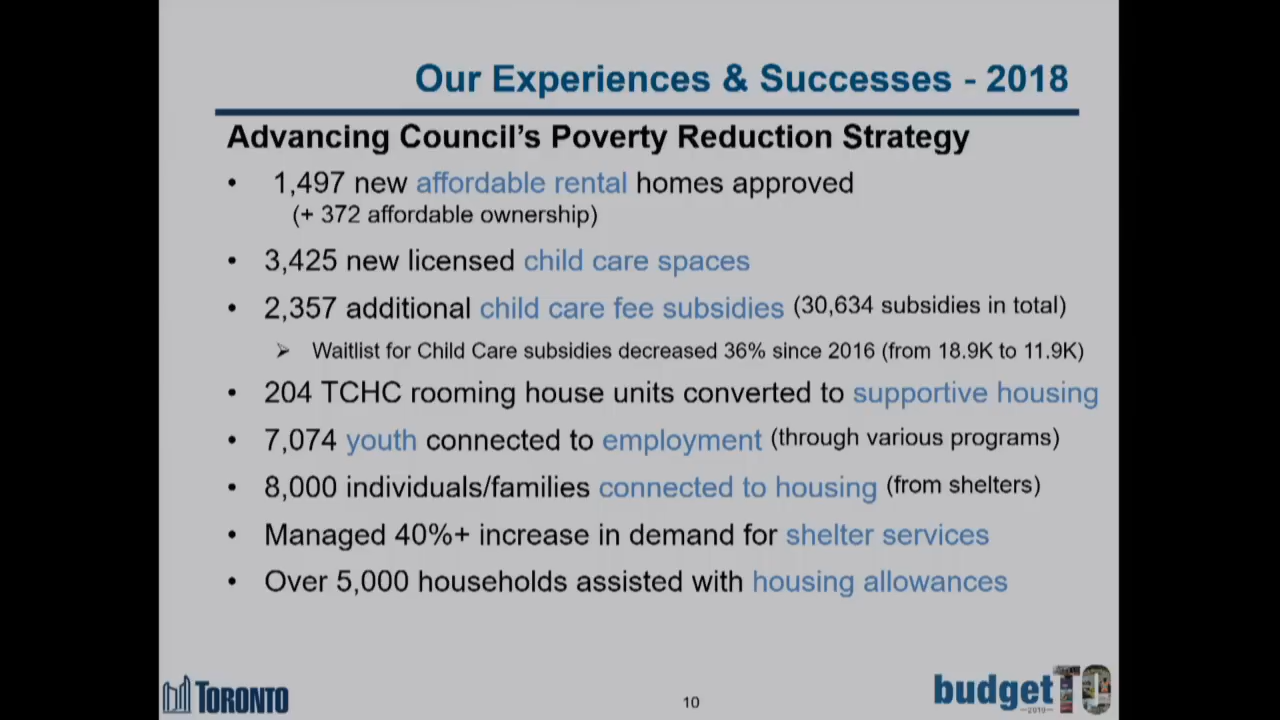 Our Experiences & Successes - 2018
Advancing Council's Poverty Reduction Strategy
• 1,497 new affordable rental homes approved
(+ 372 affordable ownership)
• 3,425 new licensed child care spaces
• 2,357 additional child care fee subsidies (30,634 subsidies in total)
➢ Waitlist for Child Care subsidies decreased 36% since 2016 (from 18.9K to 11.9K)
• 204 TCHC rooming house units converted to supportive housing
• 7,074 youth connected to employment (through various programs)
• 8,000 individuals/families connected to housing (from shelters)
• Managed 40%+ increase in demand for shelter services
• Over 5,000 households assisted with housing allowances
TORONTO
10
budgetTO
2019